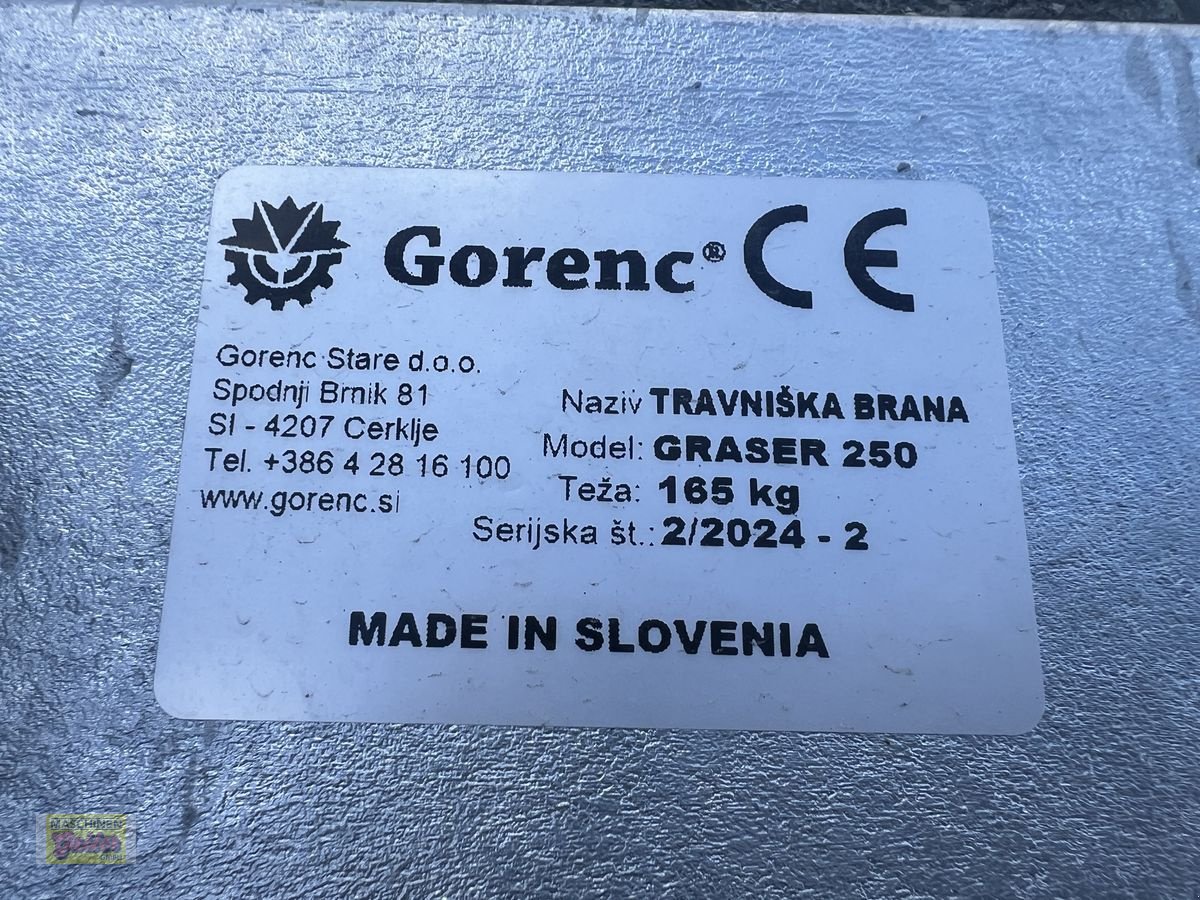 Gorenc® CE
Gorenc Stare d.o.o.
Spodnji Brnik 81
SI - 4207 Cerklje
Tel. +386 4 28 16 100
www.gorenc.si
Naziv TRAVNIŠKA BRANA
Model: GRASER 250
Teža: 165 kg
Serijska št.: 2/2024 - 2
MADE IN SLOVENIA
MASCHINEN